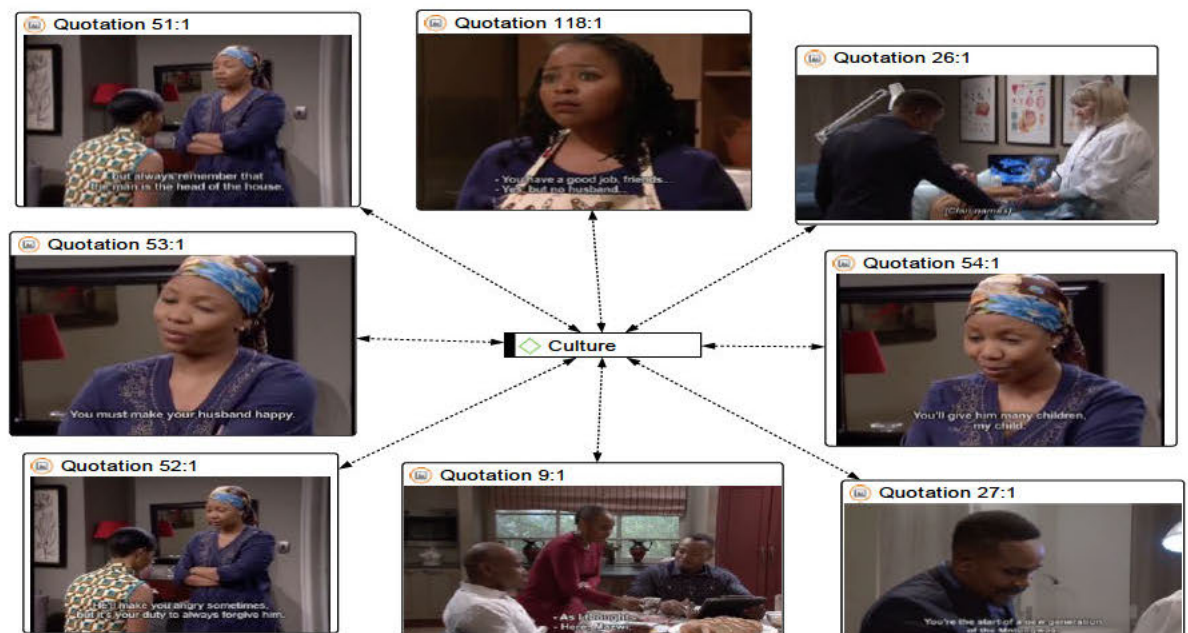 Quotation 51:1
but always remember that
the man is the head of the house.
Quotation 118:1
- You have a good job, friends...
- Yes, but no husband...
Quotation 26:1
Quotation 53:1
You must make your husband happy.
Culture
Quotation 54:1
You'll give him many children,
my child.
Quotation 52:1
He'll make you angry sometimes,
but it's your duty to always forgive him.
Quotation 9:1
- As I thought.
- Here, Mazwi.
Quotation 27:1
You're the start of a new generation
of the